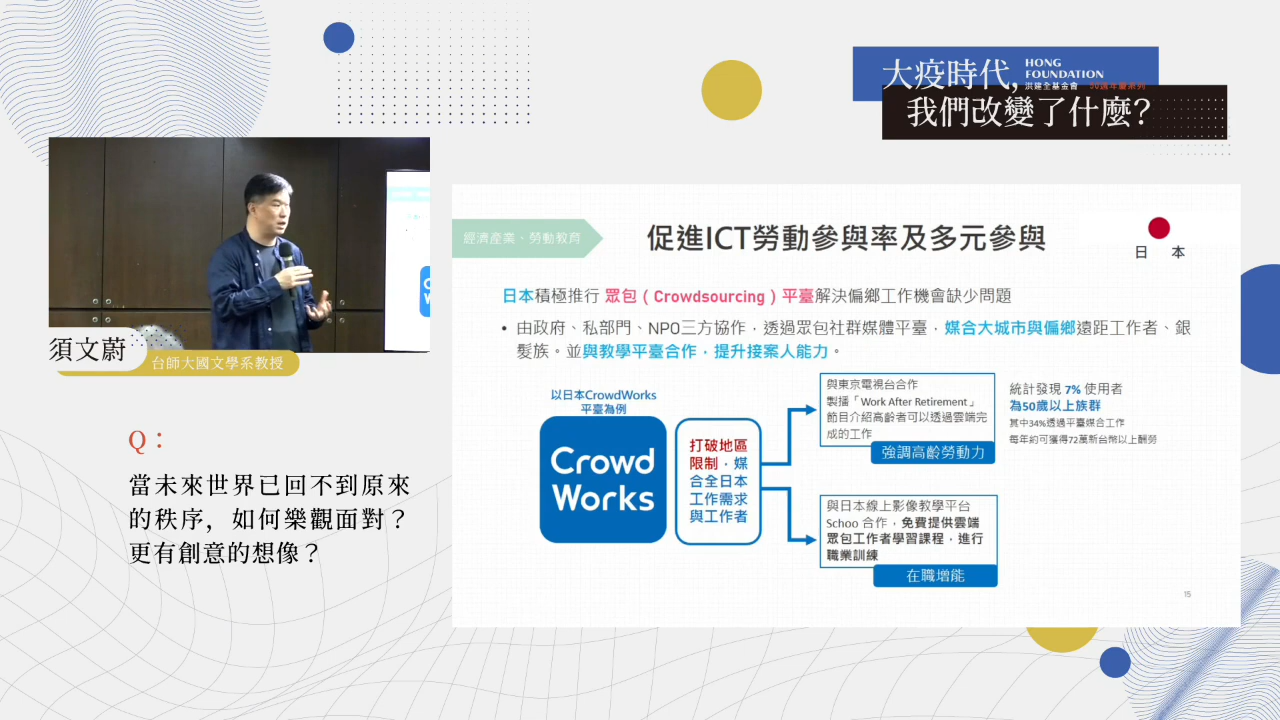 大疫時代,
HONG
FOUNDATION
洪建全基金會 50週年慶系列
我們改變了什麼?
須文蔚
台師大國文學系教授
Q：
當未來世界已回不到原來
的秩序，如何樂觀面對？
更有創意的想像？
經濟產業、勞動教育
促進ICT勞動參與率及多元參與
日 本
日本積極推行 眾包（Crowdsourcing）平臺解決偏鄉工作機會缺少問題
• 由政府、私部門、NPO三方協作，透過眾包社群媒體平臺，媒合大城市與偏鄉遠距工作者、銀
髮族。並與教學平臺合作，提升接案人能力。
以日本CrowdWorks
平臺為例
Crowd
Works
打破地區
限制，媒
合全日本
工作需求
與工作者
與東京電視台合作
製播「Work After Retirement」
節目介紹高齡者可以透過雲端完
成的工作
強調高齡勞動力
統計發現 7% 使用者
為50歲以上族群
其中34%透過平臺媒合工作
每年約可獲得72萬新台幣以上酬勞
與日本線上影像教學平台
Schoo 合作，免費提供雲端
眾包工作者學習課程，進行
職業訓練
在職增能
15